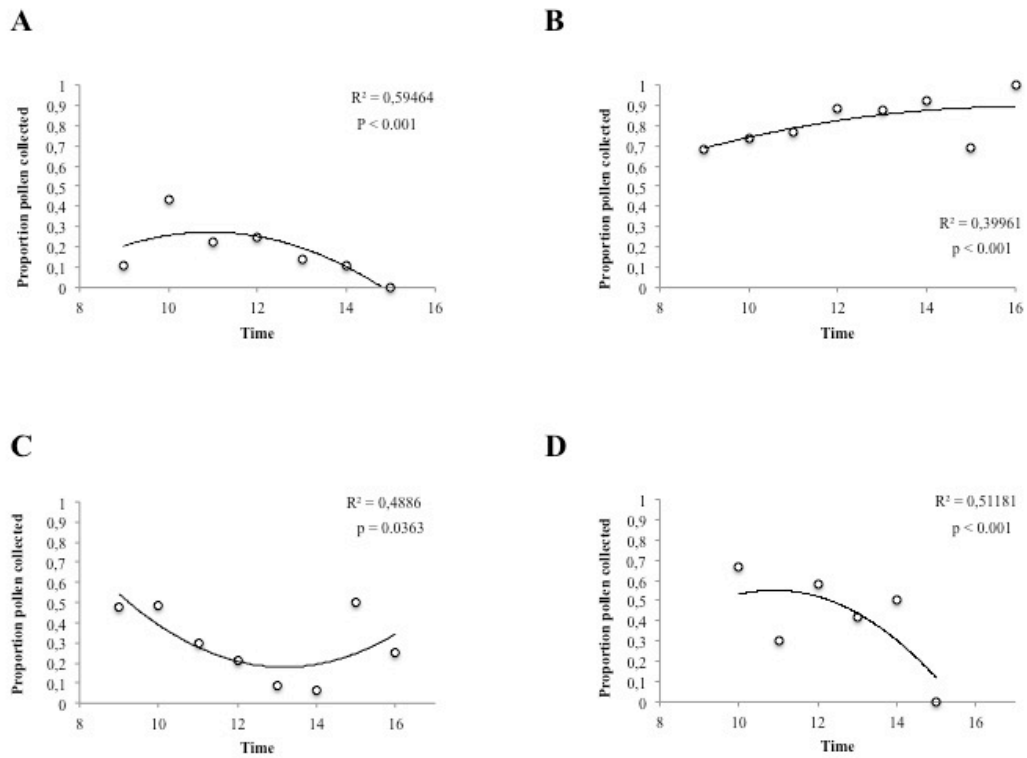 A
R² = 0,59464
P < 0.001
Proportion pollen collected
1
0,9
0,8
0,7
0,6
0,5
0,4
0,3
0,2
0,1
0
8 10 12 14 16
Time
B
R² = 0,39961
p < 0.001
Proportion pollen collected
1
0,9
0,8
0,7
0,6
0,5
0,4
0,3
0,2
0,1
0
8 10 12 14 16
Time
C
R² = 0,4886
p = 0.0363
Proportion pollen collected
1
0,9
0,8
0,7
0,6
0,5
0,4
0,3
0,2
0,1
0
8 10 12 14 16
Time
D
R² = 0,51181
p < 0.001
Proportion pollen collected
1
0,9
0,8
0,7
0,6
0,5
0,4
0,3
0,2
0,1
0
8 10 12 14 16
Time